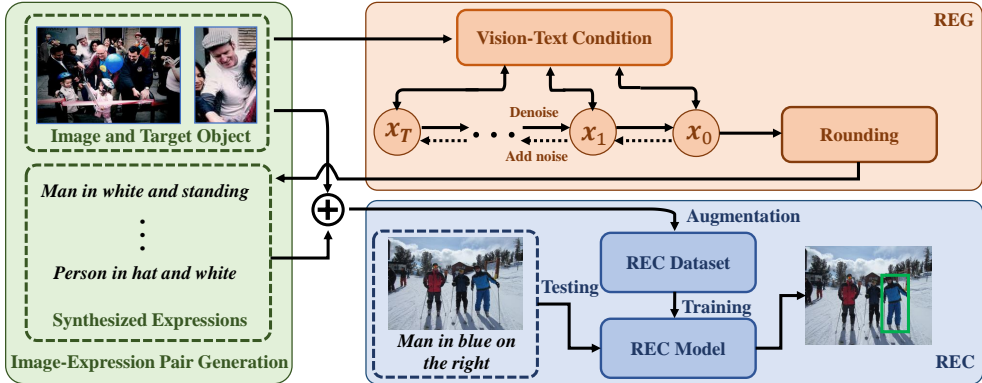 Image and Target Object
Man in white and standing
Person in hat and white
Synthesized Expressions
Image-Expression Pair Generation
REG
Vision-Text Condition
x_T
Denoise
. . .
Add noise
x_1
x_0
Rounding
Augmentation
REC Dataset
Testing
Training
REC Model
Man in blue on
the right
REC